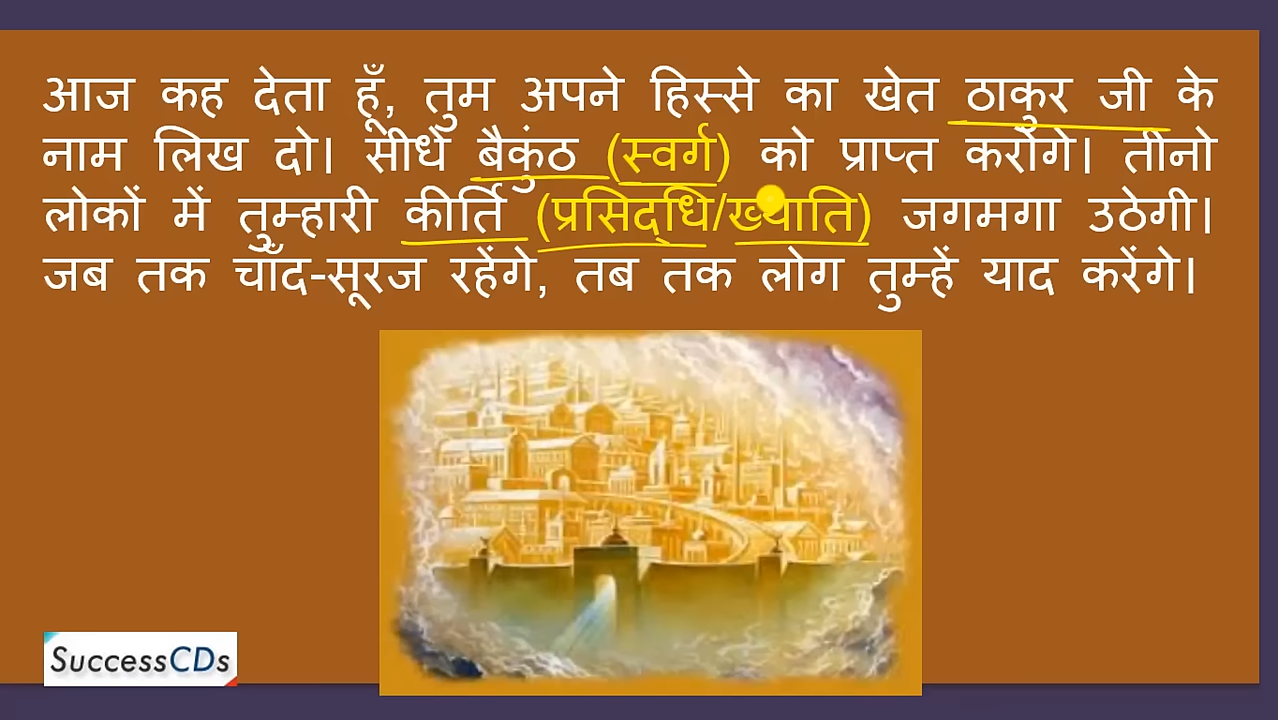 आज कह देता हूँ, तुम अपने हिस्से का खेत ठाकुर जी के
नाम लिख दो। सीधे बैकुंठ (स्वर्ग) को प्राप्त करोगे। तीनो
लोकों में तुम्हारी कीर्ति (प्रसिद्धि/ख्याति) जगमगा उठेगी।
जब तक चाँद-सूरज रहेंगे, तब तक लोग तुम्हें याद करेंगे।
SuccessCDs